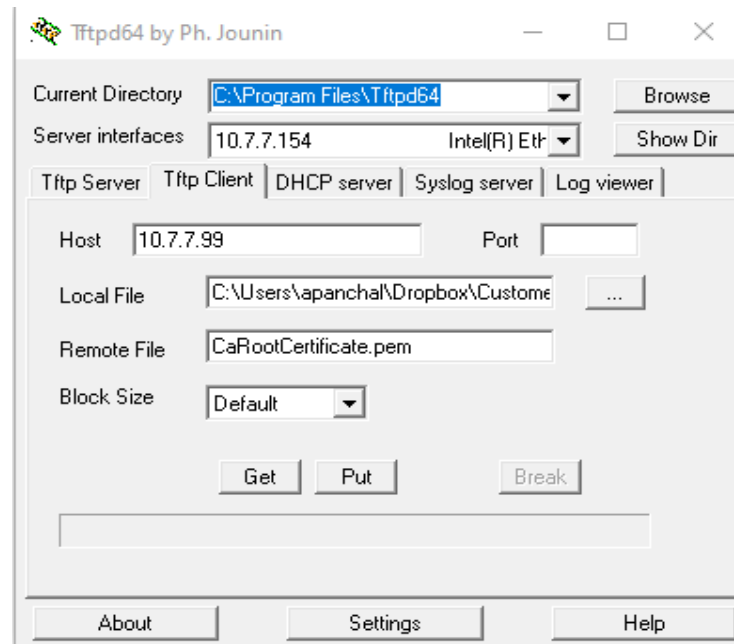 Tftpd64 by Ph. Jounin
Current Directory C:\Program Files\Tftpd64 Browse
Server interfaces 10.7.7.154 Intel(R) Eth Show Dir
Tftp Server Tftp Client DHCP server Syslog server Log viewer
Host 10.7.7.99 Port
Local File C:\Users\apanchal\Dropbox\Custome ...
Remote File CaRootCertificate.pem
Block Size Default
Get Put Break
About Settings Help